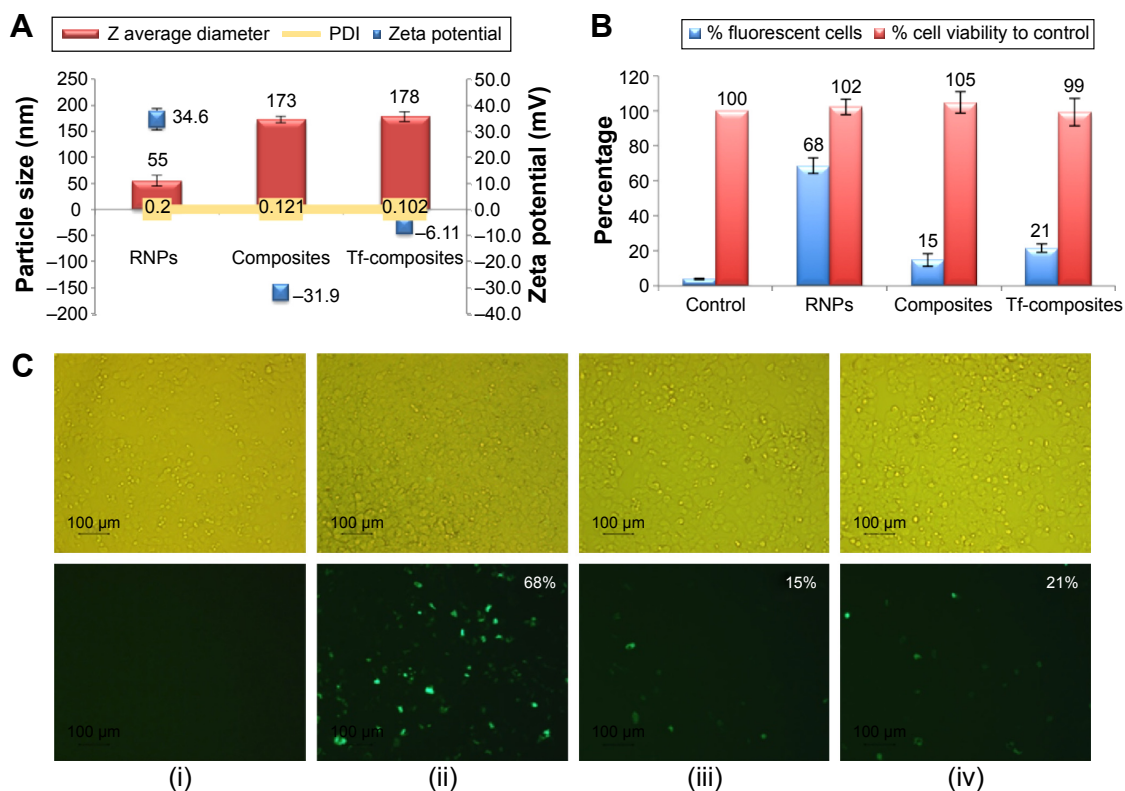 A
Z average diameter PDI Zeta potential
Particle size (nm)
250
200
150
100
50
0
–50
–100
–150
–200
34.6
55
173
178
0.2
0.121
0.102
–6.11
–31.9
RNPs
Composites
Tf-composites
50.0
40.0
30.0
20.0
10.0
0.0
–10.0
–20.0
–30.0
–40.0
Zeta potential (mV)
B
% fluorescent cells % cell viability to control
Percentage
120
100
80
60
40
20
0
100
68
102
15
105
21
99
Control
RNPs
Composites
Tf-composites
C
100 µm
100 µm
100 µm
100 µm
68%
15%
21%
100 µm
100 µm
100 µm
100 µm
(i)
(ii)
(iii)
(iv)